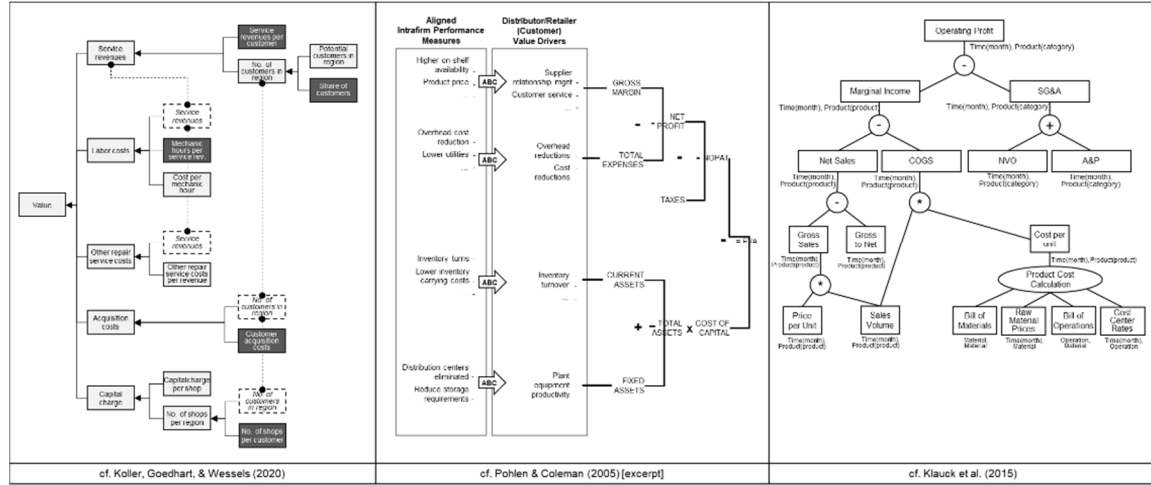 Service
revenues per
customer
Service
revenues
Potential
customers in
region
No. of
customers in
region
Share of
customers
Service
revenues
Labor costs
Mechanic
hours per
service rev.
Cost per
mechanic
hour
Value
Service
revenues
Other repair
service costs
Other repair
service costs
per revenue
No. of
customers in
region
Acquisition
costs
Customer
acquisition
costs
Capital charge
per shop
Capital
charge
No. of
customers
in region
No. of shops
per region
No. of shops
per customer
cf. Koller, Goedhart, & Wessels (2020)
Aligned
Intrafirm Performance
Measures
Distributor/Retailer
(Customer)
Value Drivers
Higher on-shelf
availability -
Product price -
... -
ABC
Supplier
relationship mgnt -
Customer service -
.... -
GROSS
MARGIN
NET
PROFIT
Overhead cost
reduction -
Lower utilities -
... -
ABC
Overhead
reductions -
Cost
reductions -
TOTAL
EXPENSES
NOPAT
TAXES
Inventory turns -
Lower inventory
carrying costs -
... -
ABC
Inventory
turnover -
.... -
CURRENT
ASSETS
TOTAL
ASSETS
x
COST OF
CAPITAL
Distribution centers
eliminated -
Reduce storage
requirements -
ABC
Plant
equipment
productivity -
FIXED
ASSETS
cf. Pohlen & Coleman (2005) [excerpt]
Operating Profit
Time(month), Product(category)
-
Marginal Income
Time(month), Product(product)
SG&A
Time(month), Product(category)
-
+
Net Sales
Time(month),
Product(product)
COGS
Time(month),
Product(product)
NVO
Time(month),
Product(category)
A&P
Time(month),
Product(category)
-
*
Gross
Sales
Time(month),
Product(product)
Gross
to Net
Time(month),
Product(product)
Cost per
unit
Time(month), Product(product)
*
Product Cost
Calculation
Price
per Unit
Time(month),
Product(product)
Sales
Volume
Time(month),
Product(product)
Bill of
Materials
Material,
Material
Raw
Material
Prices
Time(month),
Material
Bill of
Operations
Operation,
Material
Cost
Center
Rates
Time(month),
Operation
cf. Klauck et al. (2015)